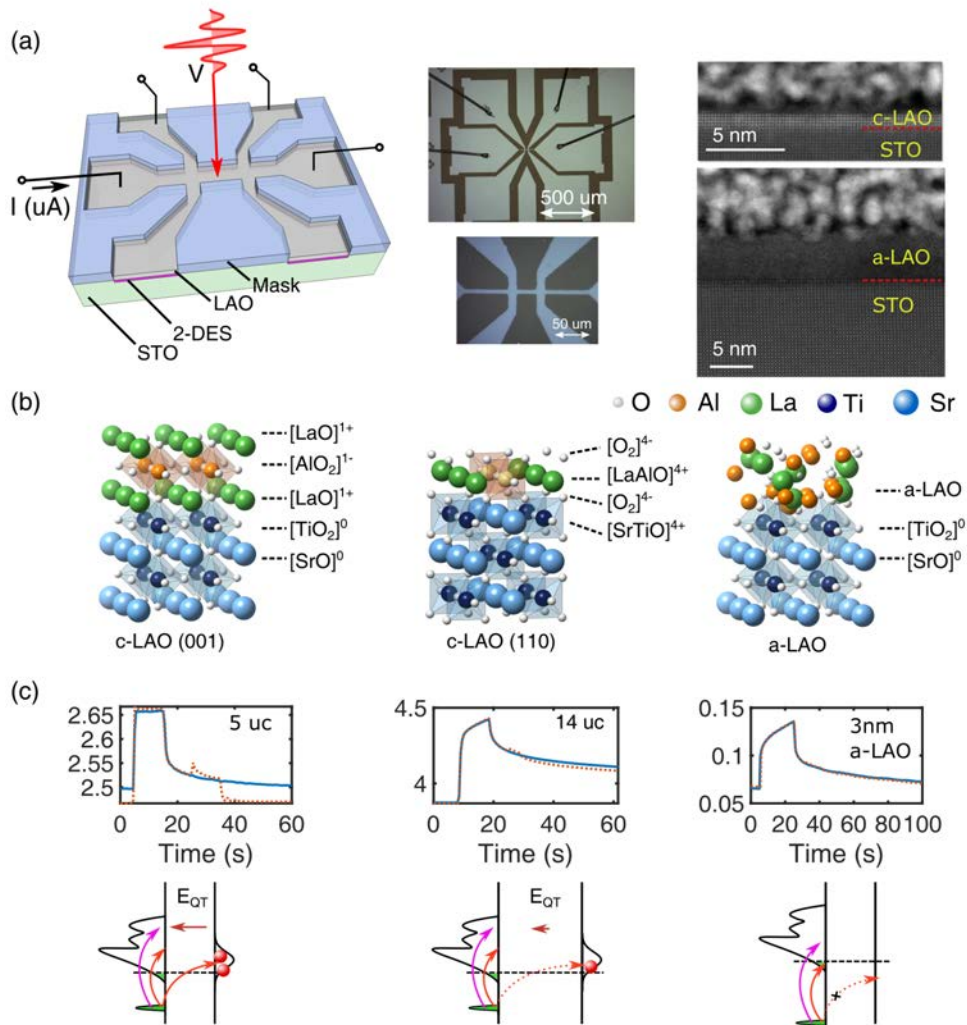 (a)
V
I (uA)
Mask
LAO
2-DES
STO
500 um
50 um
c-LAO
STO
5 nm
a-LAO
STO
5 nm
(b)
O Al La Ti Sr
[LaO]1+
[AlO2]1-
[LaO]1+
[TiO2]0
[SrO]0
c-LAO (001)
[O2]4-
[LaAlO]4+
[O2]4-
[SrTiO]4+
c-LAO (110)
a-LAO
[TiO2]0
[SrO]0
a-LAO
(c)
2.65
2.6
2.55
2.5
5 uc
0 20 40 60
Time (s)
4.5
4
14 uc
0 20 40 60
Time (s)
0.15
0.1
0.05
3nm
a-LAO
0 20 40 60 80 100
Time (s)
EQT
EQT